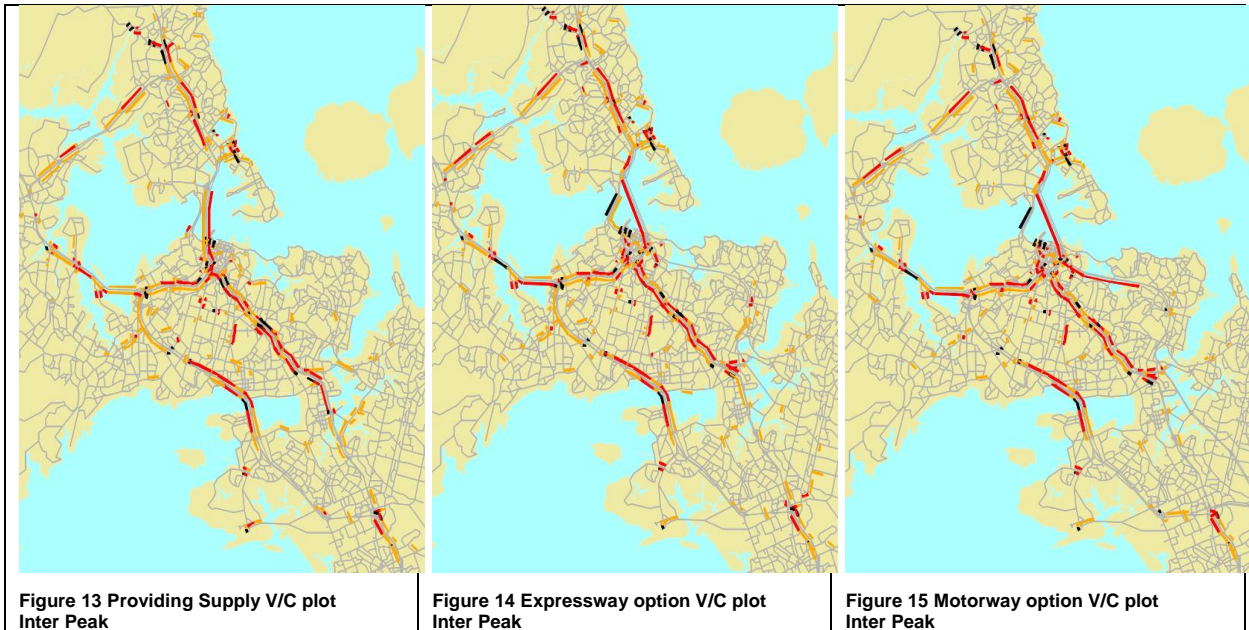 Figure 13 Providing Supply V/C plot
Inter Peak
Figure 14 Expressway option V/C plot
Inter Peak
Figure 15 Motorway option V/C plot
Inter Peak